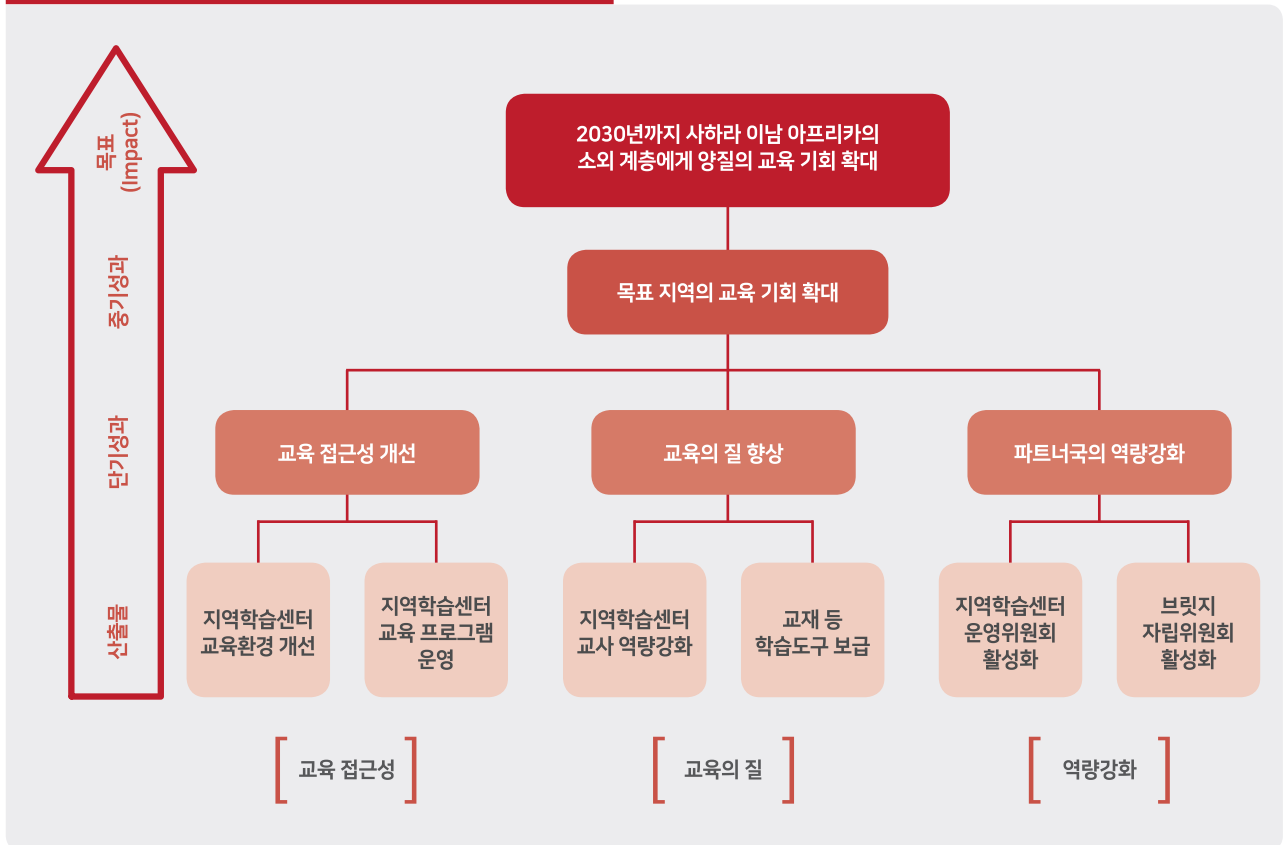 목표
(Impact)
2030년까지 사하라 이남 아프리카의
소외 계층에게 양질의 교육 기회 확대
중기성과
목표 지역의 교육 기회 확대
단기성과
교육 접근성 개선
교육의 질 향상
파트너국의 역량강화
산출물
지역학습센터
교육환경 개선
지역학습센터
교육 프로그램
운영
지역학습센터
교사 역량강화
교재 등
학습도구 보급
지역학습센터
운영위원회
활성화
브릿지
자립위원회
활성화
[ 교육 접근성 ]
[ 교육의 질 ]
[ 역량강화 ]